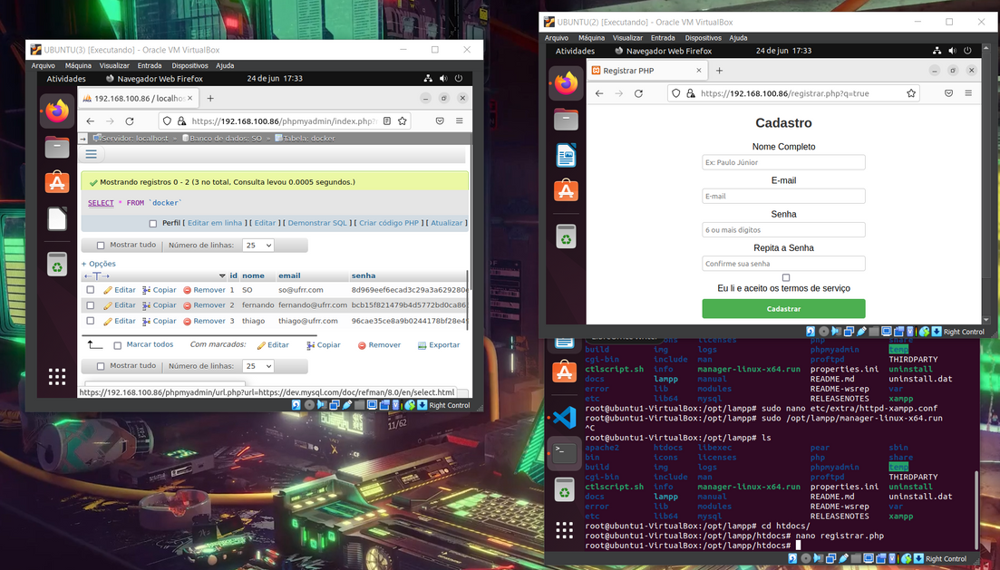 UBUNTU(3) [Executando] - Oracle VM VirtualBox
Arquivo Máquina Visualizar Entrada Dispositivos Ajuda
Atividades Navegador Web Firefox 24 de jun 17:33
192.168.100.86 / localhos
https://192.168.100.86/phpmyadmin/index.php?
Servidor: localhost » Banco de dados: SO » Tabela: docker
Mostrando registros 0 - 2 (3 no total, Consulta levou 0.0005 segundos.)
SELECT * FROM `docker`
Perfil [ Editar em linha ] [ Editar ] [ Demonstrar SQL ] [ Criar código PHP ] [ Atualizar ]
Mostrar tudo Número de linhas: 25
+ Opções
←T→ id nome email senha
Editar Copiar Remover 1 SO so@ufrr.com 8d969eef6ecad3c29a3a629280
Editar Copiar Remover 2 fernando fernando@ufrr.com bcb15f821479b4d5772bd0ca86
Editar Copiar Remover 3 thiago thiago@ufrr.com 96cae35ce8a9b0244178bf28e4
Marcar todos Com marcados: Editar Copiar Remover Exportar
Mostrar tudo Número de linhas: 25
https://192.168.100.86/phpmyadmin/url.php?url=https://dev.mysql.com/doc/refman/8.0/en/select.html
Right Control
11/62
UBUNTU(2) [Executando] - Oracle VM VirtualBox
Arquivo Máquina Visualizar Entrada Dispositivos Ajuda
Atividades Navegador Web Firefox 24 de jun 17:33
Registrar PHP
https://192.168.100.86/registrar.php?q=true
Cadastro
Nome Completo
Ex: Paulo Júnior
E-mail
E-mail
Senha
6 ou mais digitos
Repita a Senha
Confirme sua senha
Eu li e aceito os termos de serviço
Cadastrar
Right Control
icons licenses php share
build img logs phpmyadmin temp
cgi-bin include man proftpd THIRDPARTY
ctlscript.sh info manager-linux-x64.run properties.ini uninstall
docs lampp manual README.md uninstall.dat
error lib modules README-wsrep var
etc lib64 mysql RELEASENOTES xampp
root@ubuntu1-VirtualBox:/opt/lampp# sudo nano etc/extra/httpd-xampp.conf
root@ubuntu1-VirtualBox:/opt/lampp# sudo /opt/lampp/manager-linux-x64.run
^C
root@ubuntu1-VirtualBox:/opt/lampp# ls
apache2 htdocs libexec pear sbin
bin icons licenses php share
build img logs phpmyadmin temp
cgi-bin include man proftpd THIRDPARTY
ctlscript.sh info manager-linux-x64.run properties.ini uninstall
docs lampp manual README.md uninstall.dat
error lib modules README-wsrep var
etc lib64 mysql RELEASENOTES xampp
root@ubuntu1-VirtualBox:/opt/lampp# cd htdocs/
root@ubuntu1-VirtualBox:/opt/lampp/htdocs# nano registrar.php
root@ubuntu1-VirtualBox:/opt/lampp/htdocs#
Right Control